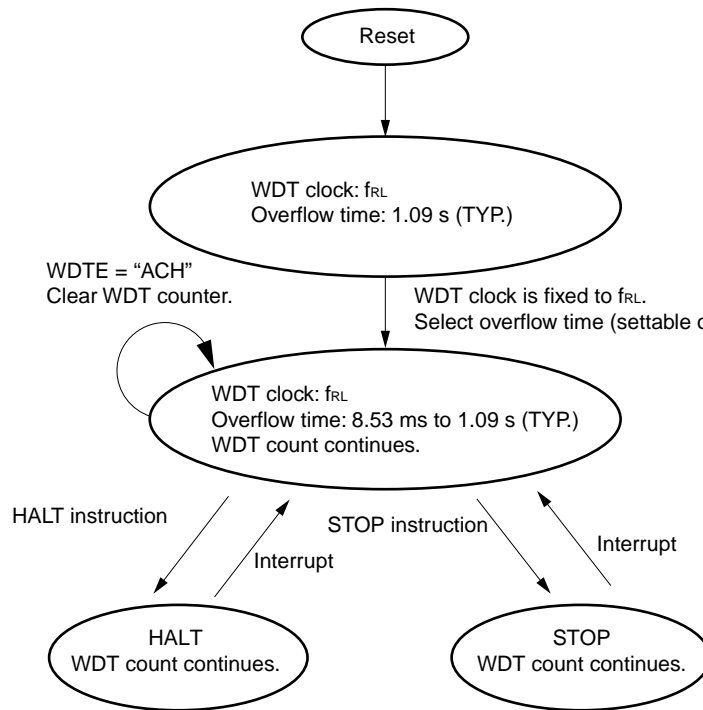 Reset
WDT clock: fRL
Overflow time: 1.09 s (TYP.)
WDTE = “ACH”
Clear WDT counter.
WDT clock is fixed to fRL.
Select overflow time (settable
WDT clock: fRL
Overflow time: 8.53 ms to 1.09 s (TYP.)
WDT count continues.
HALT instruction
Interrupt
STOP instruction
Interrupt
HALT
WDT count continues.
STOP
WDT count continues.